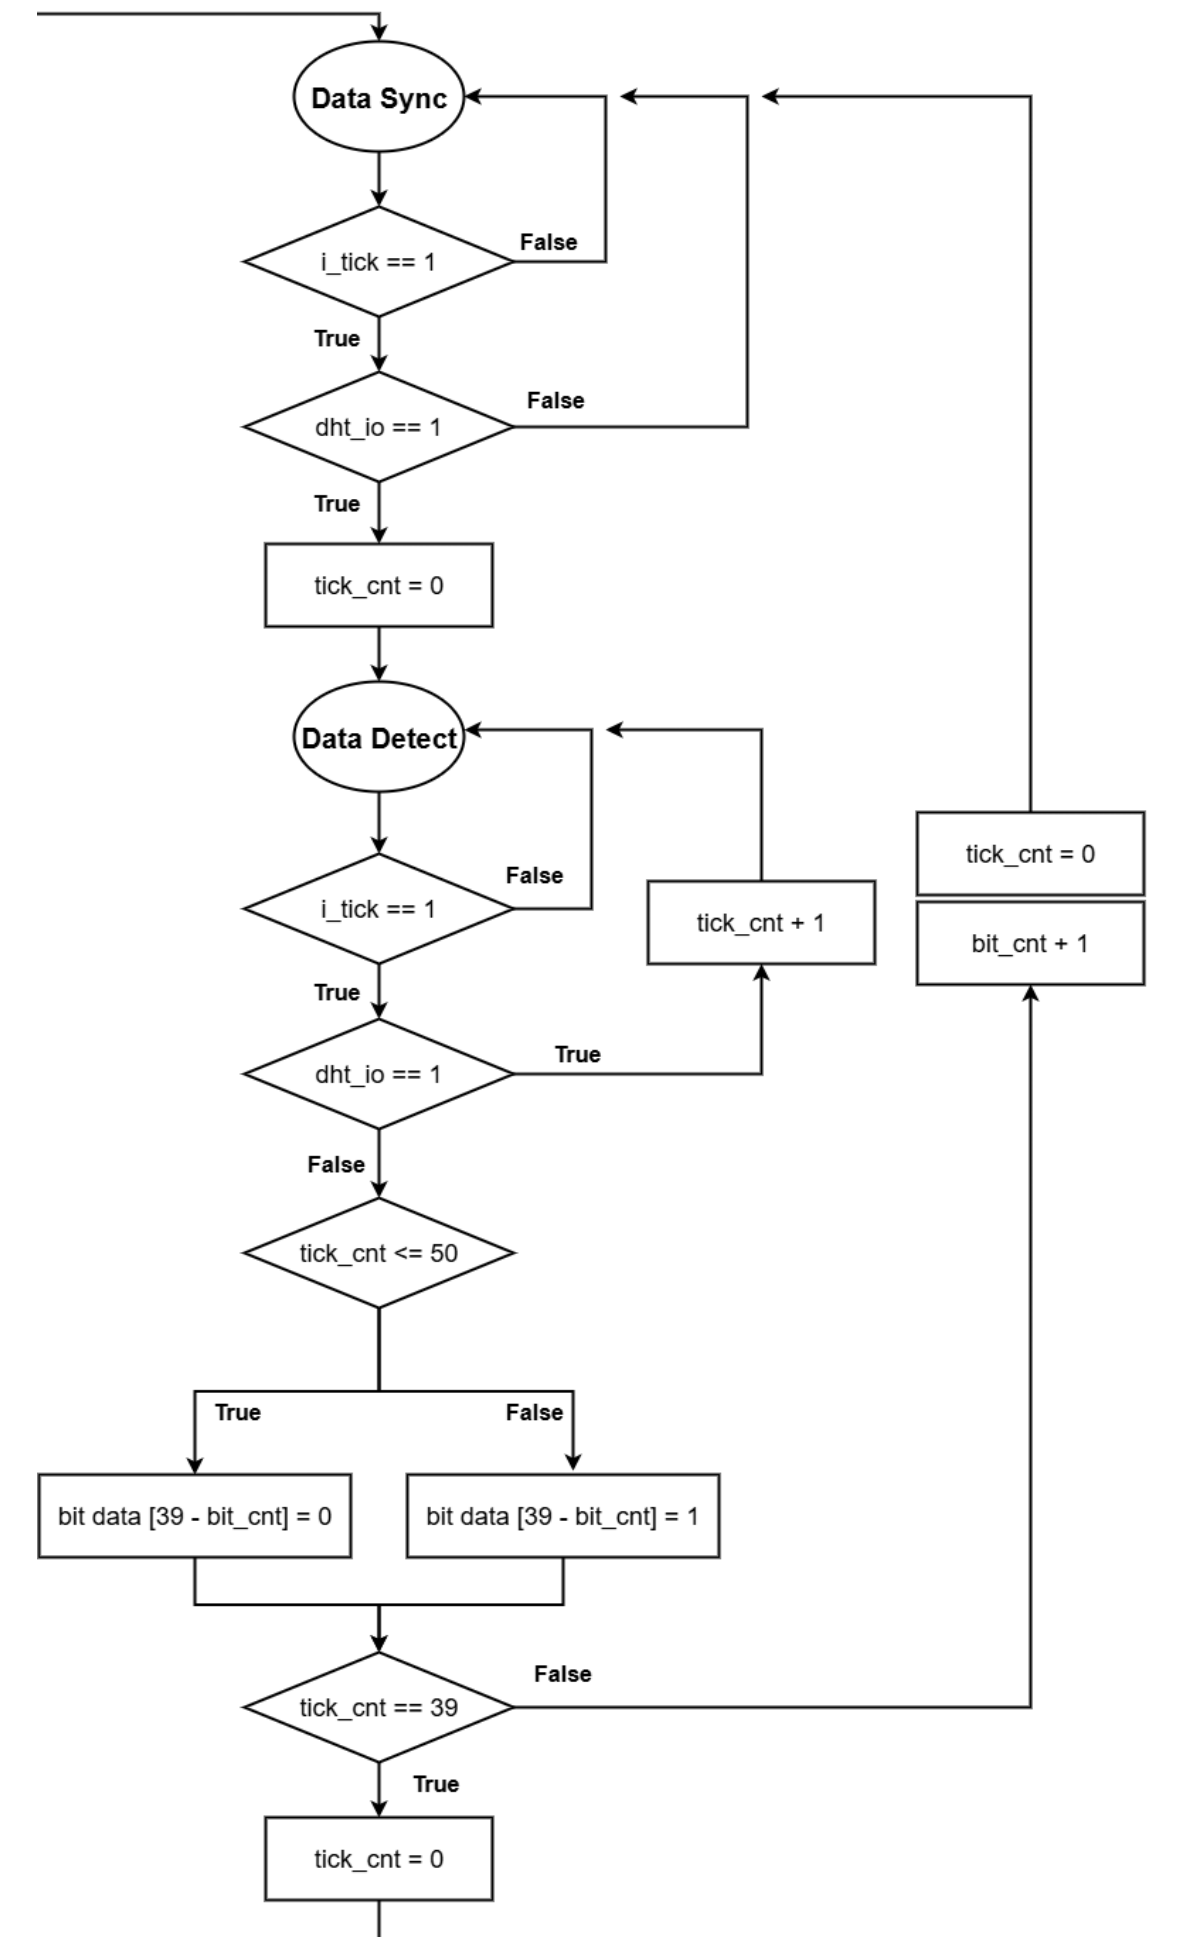 Data Sync
i_tick == 1
False
True
dht_io == 1
False
True
tick_cnt = 0
Data Detect
i_tick == 1
False
True
tick_cnt + 1
tick_cnt = 0
bit_cnt + 1
dht_io == 1
True
False
tick_cnt <= 50
True
False
bit data [39 - bit_cnt] = 0
bit data [39 - bit_cnt] = 1
tick_cnt == 39
False
True
tick_cnt = 0